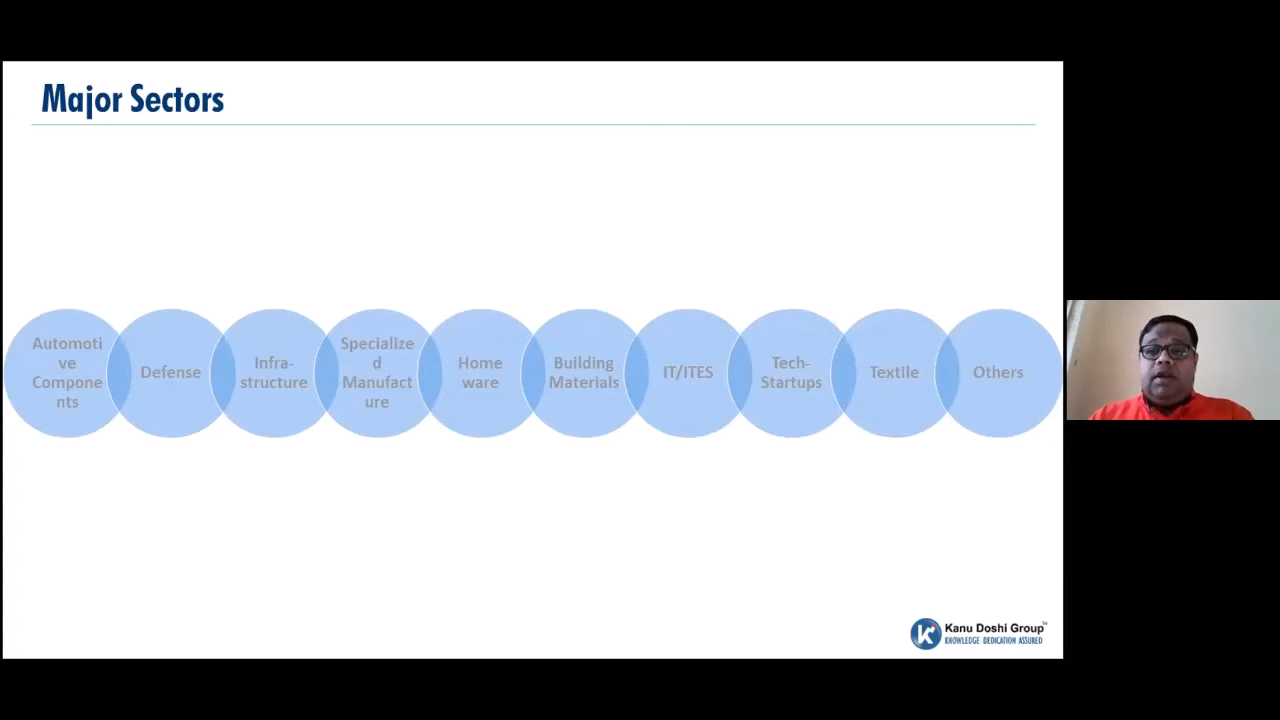 Major Sectors
Automoti
ve
Compone
nts
Defense
Infra-
structure
Specialize
d
Manufact
ure
Home
ware
Building
Materials
IT/ITES
Tech-
Startups
Textile
Others
Kanu Doshi Group™
KNOWLEDGE DEDICATION ASSURED